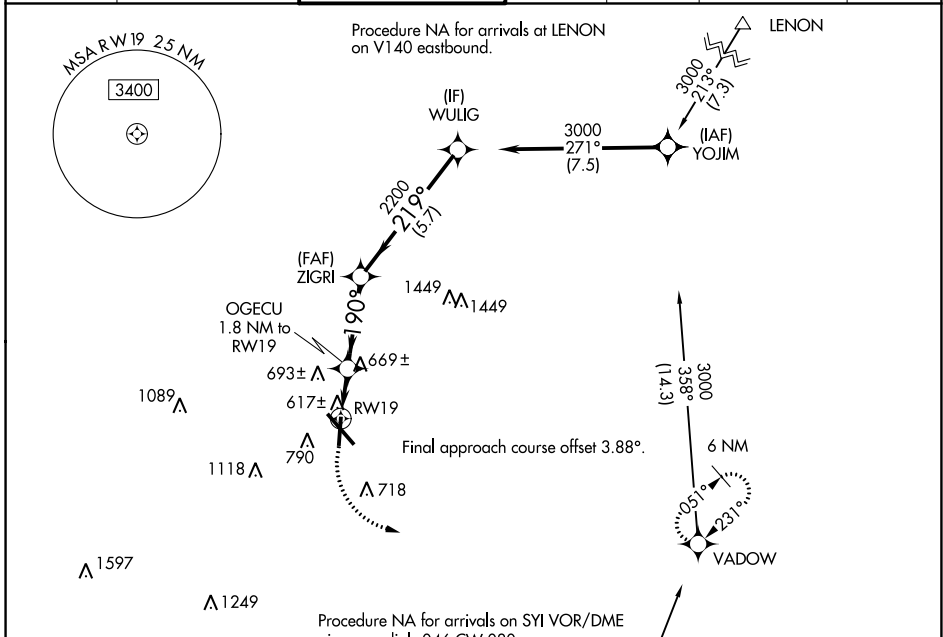 Procedure NA for arrivals at LENON
on V140 eastbound.
LENON
MSA RW19 25 NM
3400
3000
213°
(7.3)
(IF)
WULIG
3000
271°
(7.5)
(IAF)
YOJIM
2200
219°
(5.7)
(FAF)
ZIGRI
1449
1449
190°
OGECU
1.8 NM to
RW19
669±
693±
1089
617±
RW19
3000
358°
(14.3)
790
Final approach course offset 3.88°.
6 NM
1118
718
051°
231°
VADOW
1597
1249
Procedure NA for arrivals on SYI VOR/DME